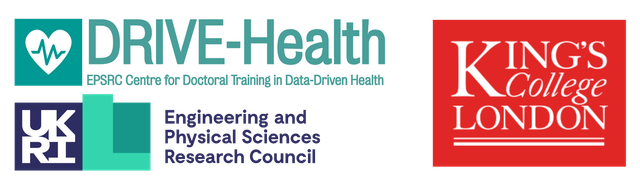 DRIVE-Health
EPSRC Centre for Doctoral Training in Data-Driven Health
UK
RI
Engineering and
Physical Sciences
Research Council
KING'S
College
LONDON